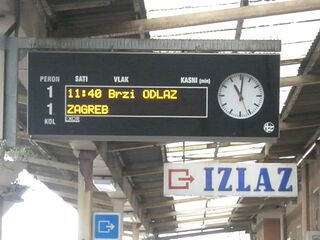 PERON SATI VLAK KASNI (min)
1 11:40 Brzi ODLAZ
1 ZAGREB
KOL
IZLAZ